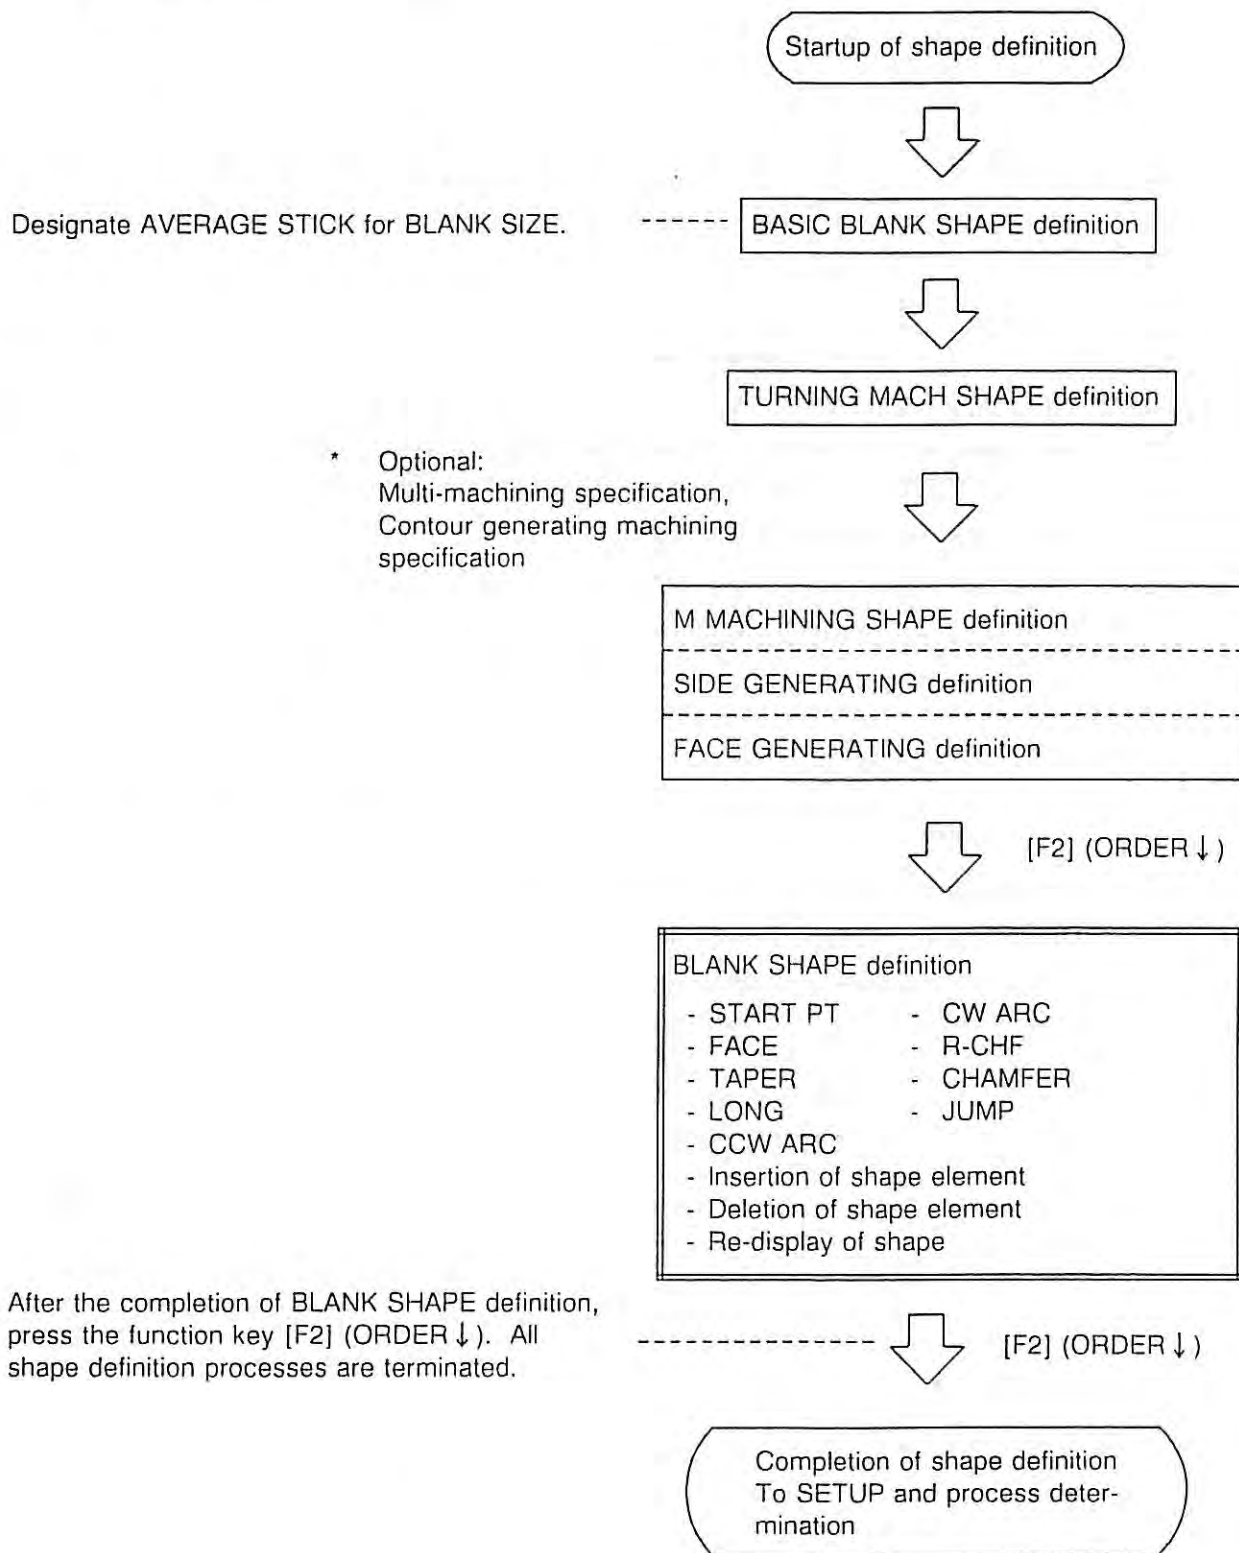 Startup of shape definition
Designate AVERAGE STICK for BLANK SIZE.
BASIC BLANK SHAPE definition
TURNING MACH SHAPE definition
* Optional:
Multi-machining specification,
Contour generating machining
specification
M MACHINING SHAPE definition
SIDE GENERATING definition
FACE GENERATING definition
[F2] (ORDER ↓)
BLANK SHAPE definition
- START PT - CW ARC
- FACE - R-CHF
- TAPER - CHAMFER
- LONG - JUMP
- CCW ARC
- Insertion of shape element
- Deletion of shape element
- Re-display of shape
After the completion of BLANK SHAPE definition,
press the function key [F2] (ORDER ↓). All
shape definition processes are terminated.
[F2] (ORDER ↓)
Completion of shape definition
To SETUP and process deter-
mination